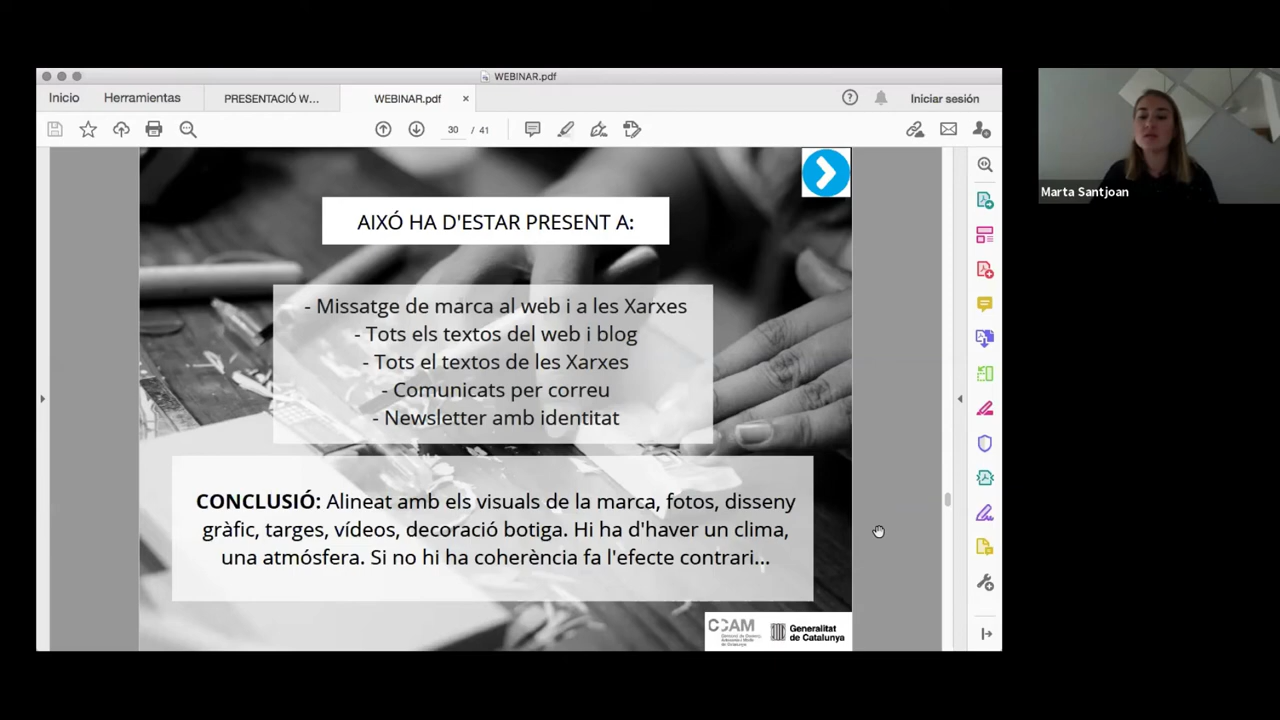 WEBINAR.pdf
Inicio
Herramientas
PRESENTACIÓ W...
WEBINAR.pdf
×
?
Iniciar sesión
30 / 41
AIXÓ HA D'ESTAR PRESENT A:
- Missatge de marca al web i a les Xarxes
- Tots els textos del web i blog
- Tots el textos de les Xarxes
- Comunicats per correu
- Newsletter amb identitat
CONCLUSIÓ: Alineat amb els visuals de la marca, fotos, disseny
gràfic, targes, vídeos, decoració botiga. Hi ha d'haver un clima,
una atmósfera. Si no hi ha coherència fa l'efecte contrari...
CCAM
Generalitat
de Catalunya
Marta Santjoan